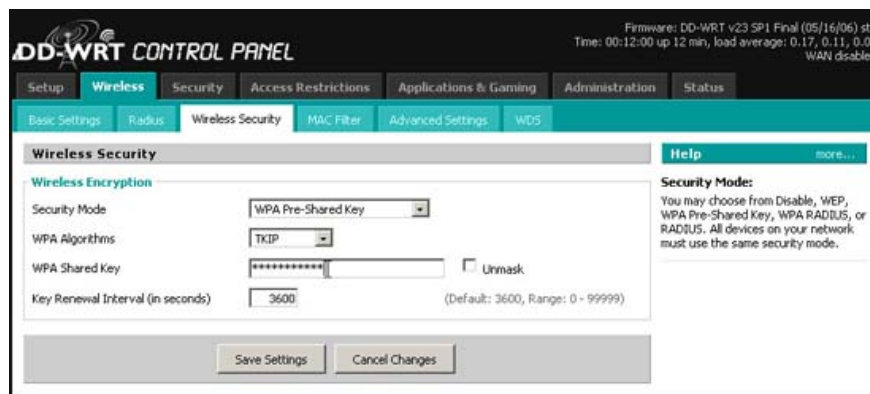 Firmware: DD-WRT v23 SP1 Final (05/16/06) st
DD-WRT CONTROL PANEL
Time: 00:12:00 up 12 min, load average: 0.17, 0.11, 0.0
WAN disable
Setup Wireless Security Access Restrictions Applications & Gaming Administration Status
Basic Settings Radius Wireless Security MAC Filter Advanced Settings WDS
Wireless Security
Wireless Encryption
Security Mode WPA Pre-Shared Key
WPA Algorithms TKIP
WPA Shared Key *********** Unmask
Key Renewal Interval (in seconds) 3600 (Default: 3600, Range: 0 - 99999)
Save Settings Cancel Changes
Help more...
Security Mode:
You may choose from Disable, WEP,
WPA Pre-Shared Key, WPA RADIUS, or
RADIUS. All devices on your network
must use the same security mode.